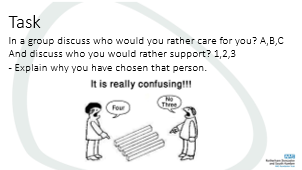 Task
In a group discuss who would you rather care for you? A,B,C
And discuss who you would rather support? 1,2,3
- Explain why you have chosen that person.
It is really confusing!!!
Four
No
Three
NHS